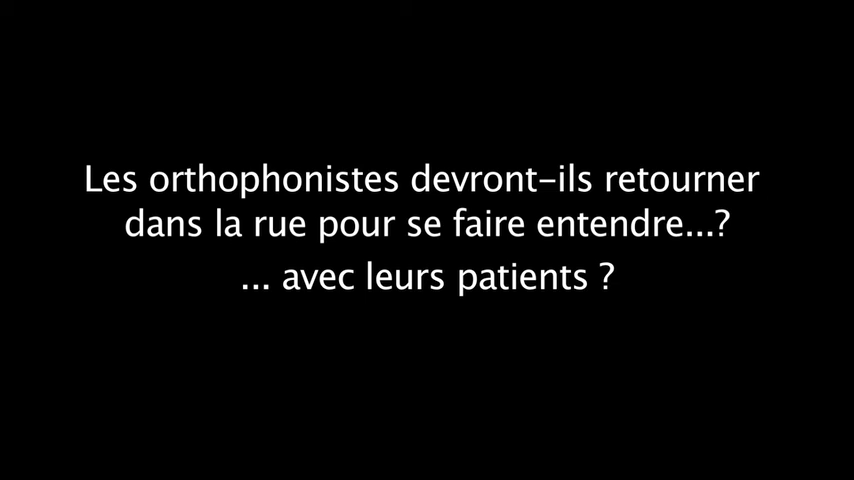 Les orthophonistes devront-ils retourner
dans la rue pour se faire entendre...?
... avec leurs patients ?